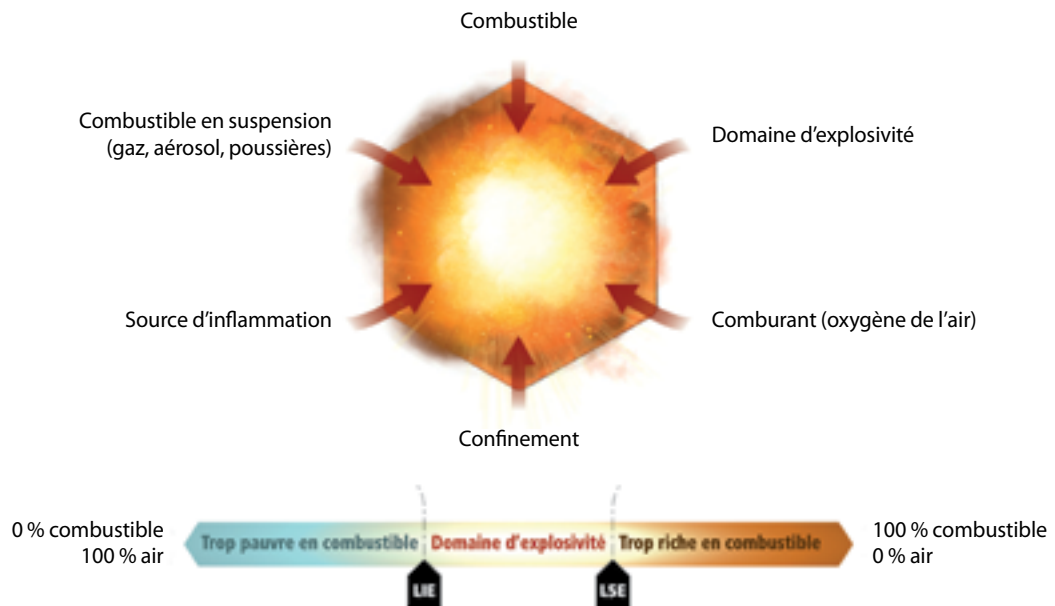 Combustible
Combustible en suspension
(gaz, aérosol, poussières)
Domaine d'explosivité
Source d'inflammation
Comburant (oxygène de l'air)
Confinement
0 % combustible
100 % air
Trop pauvre en combustible
Domaine d'explosivité
Trop riche en combustible
100 % combustible
0 % air
LIE
LSE